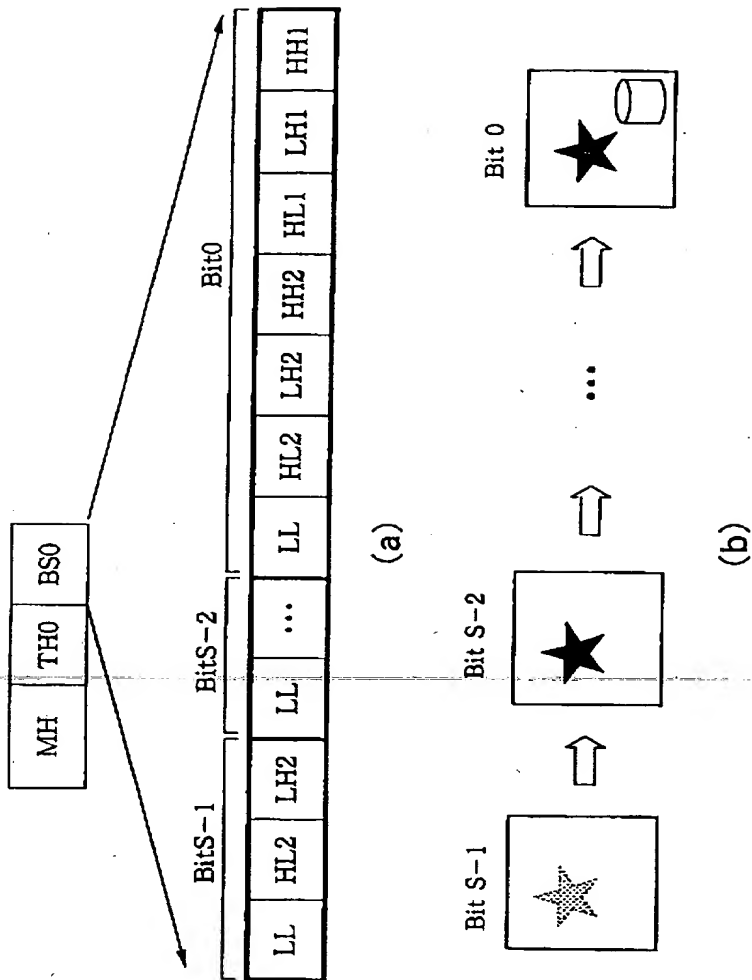 MH TH0 BS0
BitS-1 BitS-2 Bit0
LL HL2 LH2 LL ... LL HL2 LH2 HH2 HL1 LH1 HH1
(a)
Bit S-1 Bit S-2 Bit 0
...
(b)